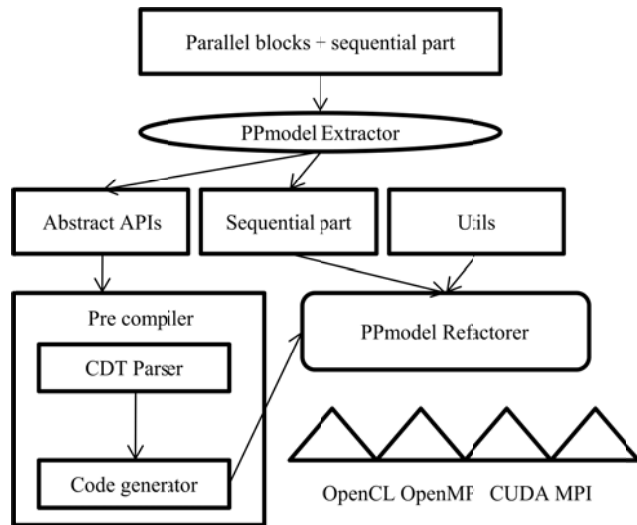 Parallel blocks + sequential part
PPmodel Extractor
Abstract APIs
Sequential part
Utils
Pre compiler
CDT Parser
Code generator
PPmodel Refactorer
OpenCL OpenMP CUDA MPI